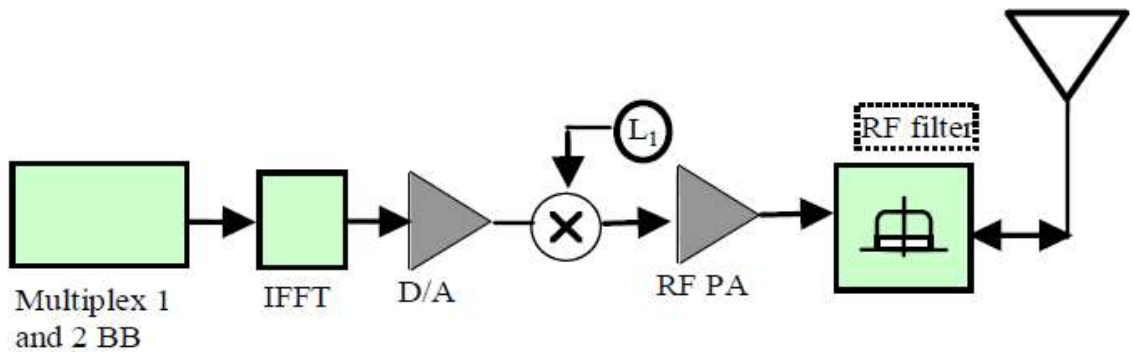 L₁
RF filter
Multiplex 1
and 2 BB
IFFT
D/A
RF PA